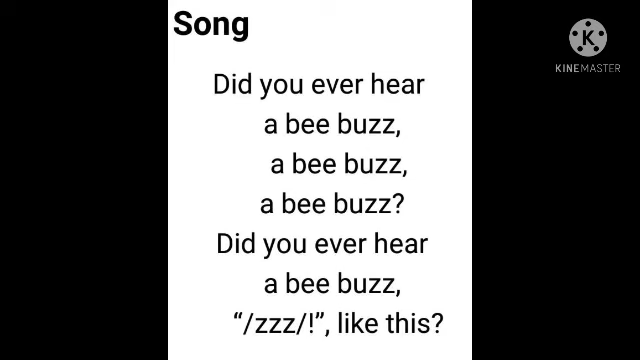 Song
KINEMASTER
Did you ever hear
a bee buzz,
a bee buzz,
a bee buzz?
Did you ever hear
a bee buzz,
“/zzz/!”, like this?